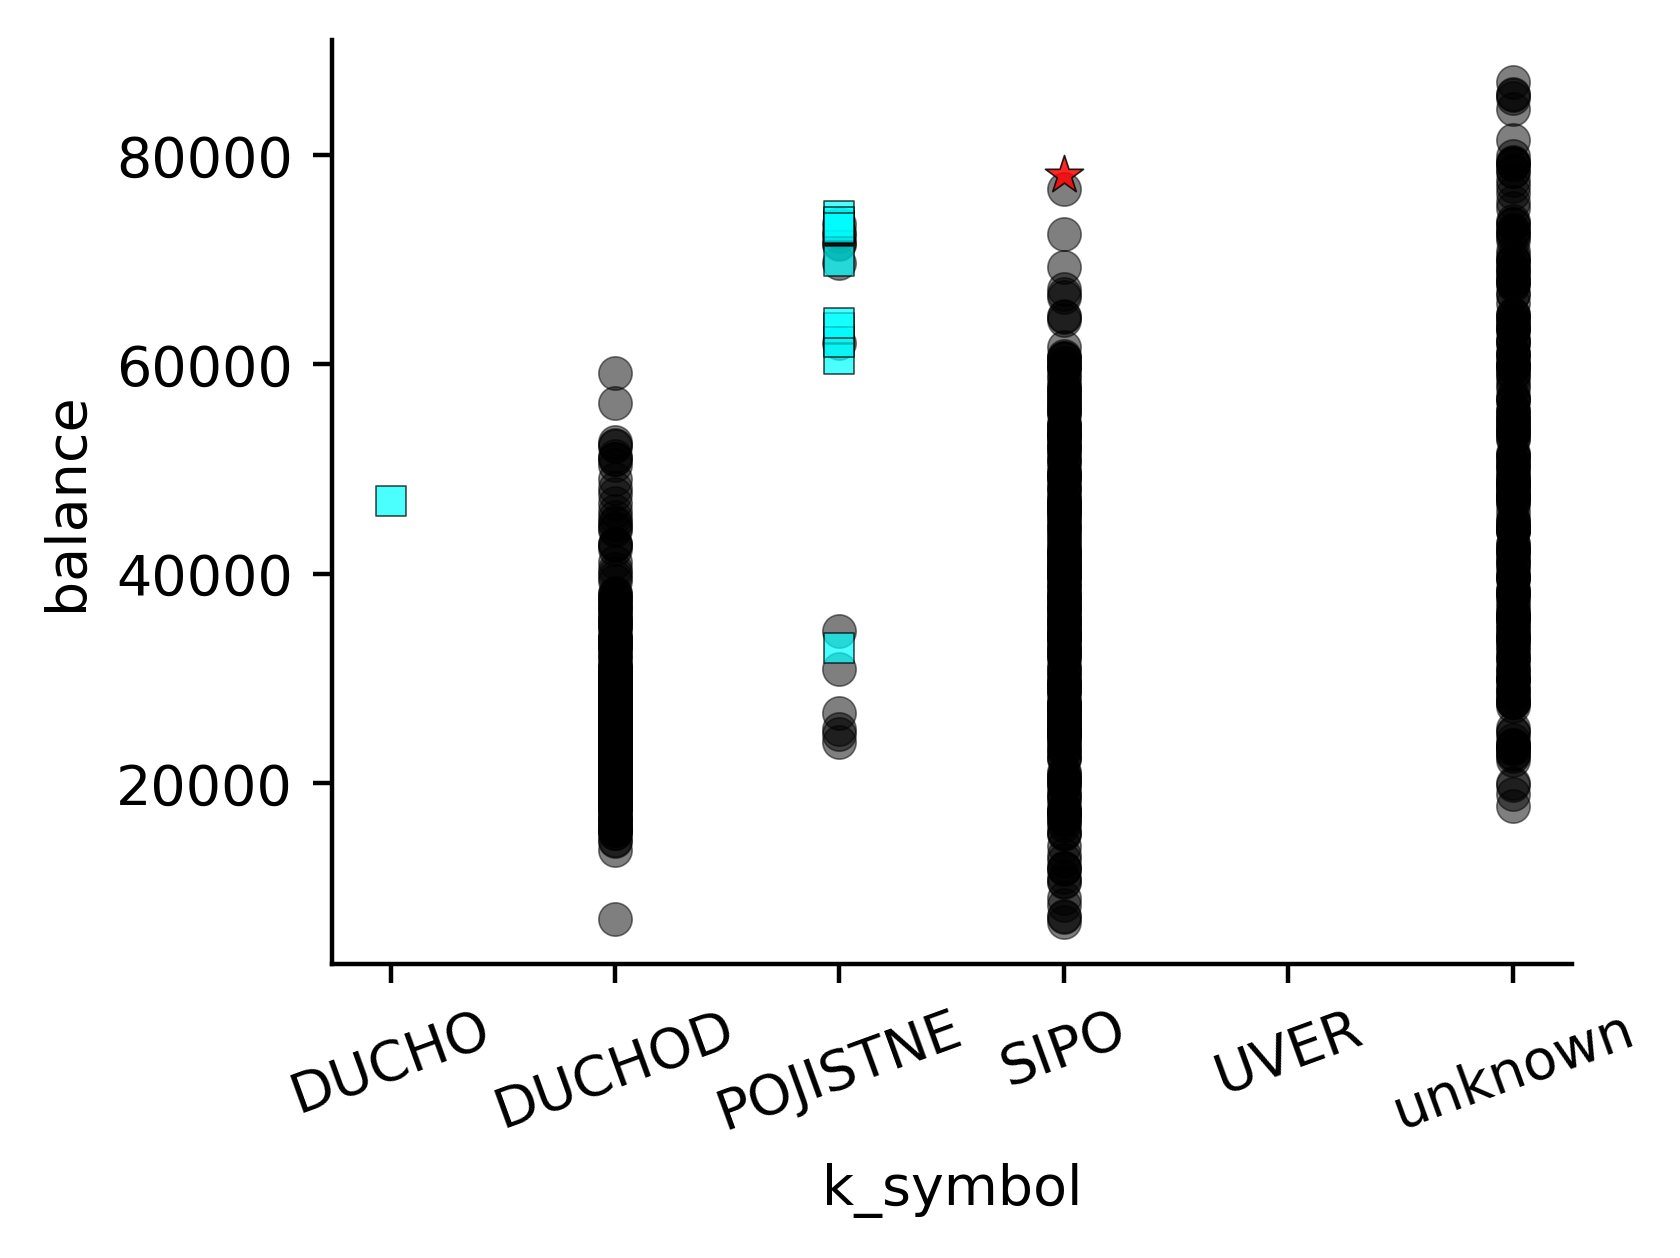 80000
60000
40000
20000
balance
DUCHO
DUCHOD
POJISTNE
SIPO
UVER
unknown
k_symbol